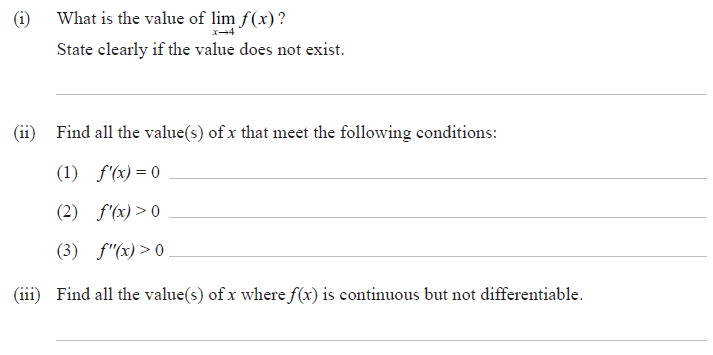 (i) What is the value of lim f(x)?
x→4
State clearly if the value does not exist.
(ii) Find all the value(s) of x that meet the following conditions:
(1) f'(x) = 0
(2) f'(x) > 0
(3) f"(x) > 0
(iii) Find all the value(s) of x where f(x) is continuous but not differentiable.